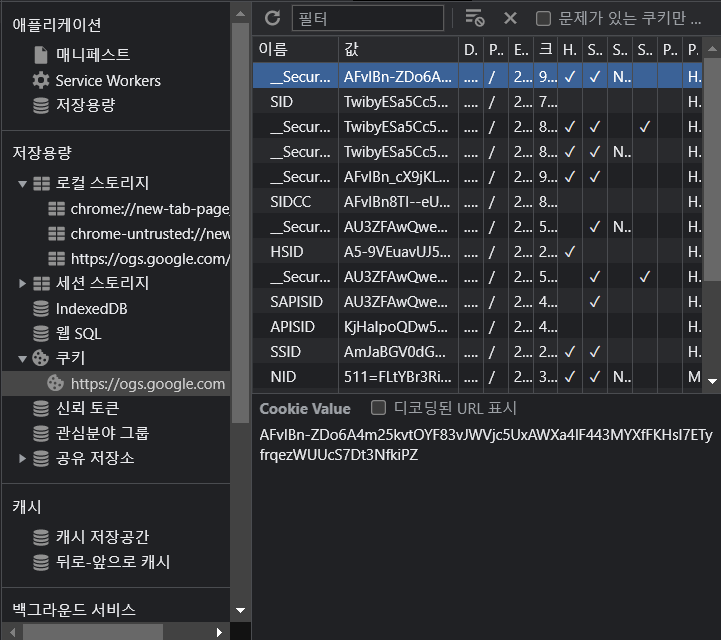 애플리케이션
매니페스트
Service Workers
저장용량
저장용량
로컬 스토리지
chrome://new-tab-page
chrome-untrusted://new
https://ogs.google.com/
세션 스토리지
IndexedDB
웹 SQL
쿠키
https://ogs.google.com
신뢰 토큰
관심분야 그룹
공유 저장소
캐시
캐시 저장공간
뒤로-앞으로 캐시
백그라운드 서비스
필터 문제가 있는 쿠키만 ...
이름 값 D. P.. E.. 크 H. S.. S.. S.. P.. P.
__Secur... AFvIBn-ZDo6A... .... / 2... 9... ✓ ✓ N.. H.
SID TwibyESa5Cc5... .... / 2... 7... H.
__Secur... TwibyESa5Cc5... .... / 2... 8... ✓ ✓ ✓ H.
__Secur... TwibyESa5Cc5... .... / 2... 8... ✓ ✓ N.. H.
__Secur... AFvIBn_cX9jKL... .... / 2... 9... ✓ ✓ H.
SIDCC AFvIBn8TI--eU... .... / 2... 8... H.
__Secur... AU3ZFAwQwe... .... / 2... 5... ✓ N.. H.
HSID A5-9VEuavUJ5... .... / 2... 2... ✓ H.
__Secur... AU3ZFAwQwe... .... / 2... 5... ✓ ✓ H.
SAPISID AU3ZFAwQwe... .... / 2... 4... ✓ H.
APISID KjHaIpoQDw5... .... / 2... 4... H.
SSID AmJaBGV0dG... .... / 2... 2... ✓ ✓ H.
NID 511=FLtYBr3Ri... .... / 2... 3... ✓ ✓ N.. M
Cookie Value 디코딩된 URL 표시
AFvIBn-ZDo6A4m25kvtOYF83vJWVjc5UxAWXa4IF443MYXfFKHsI7ETy
frqezWUUcS7Dt3NfkiPZ